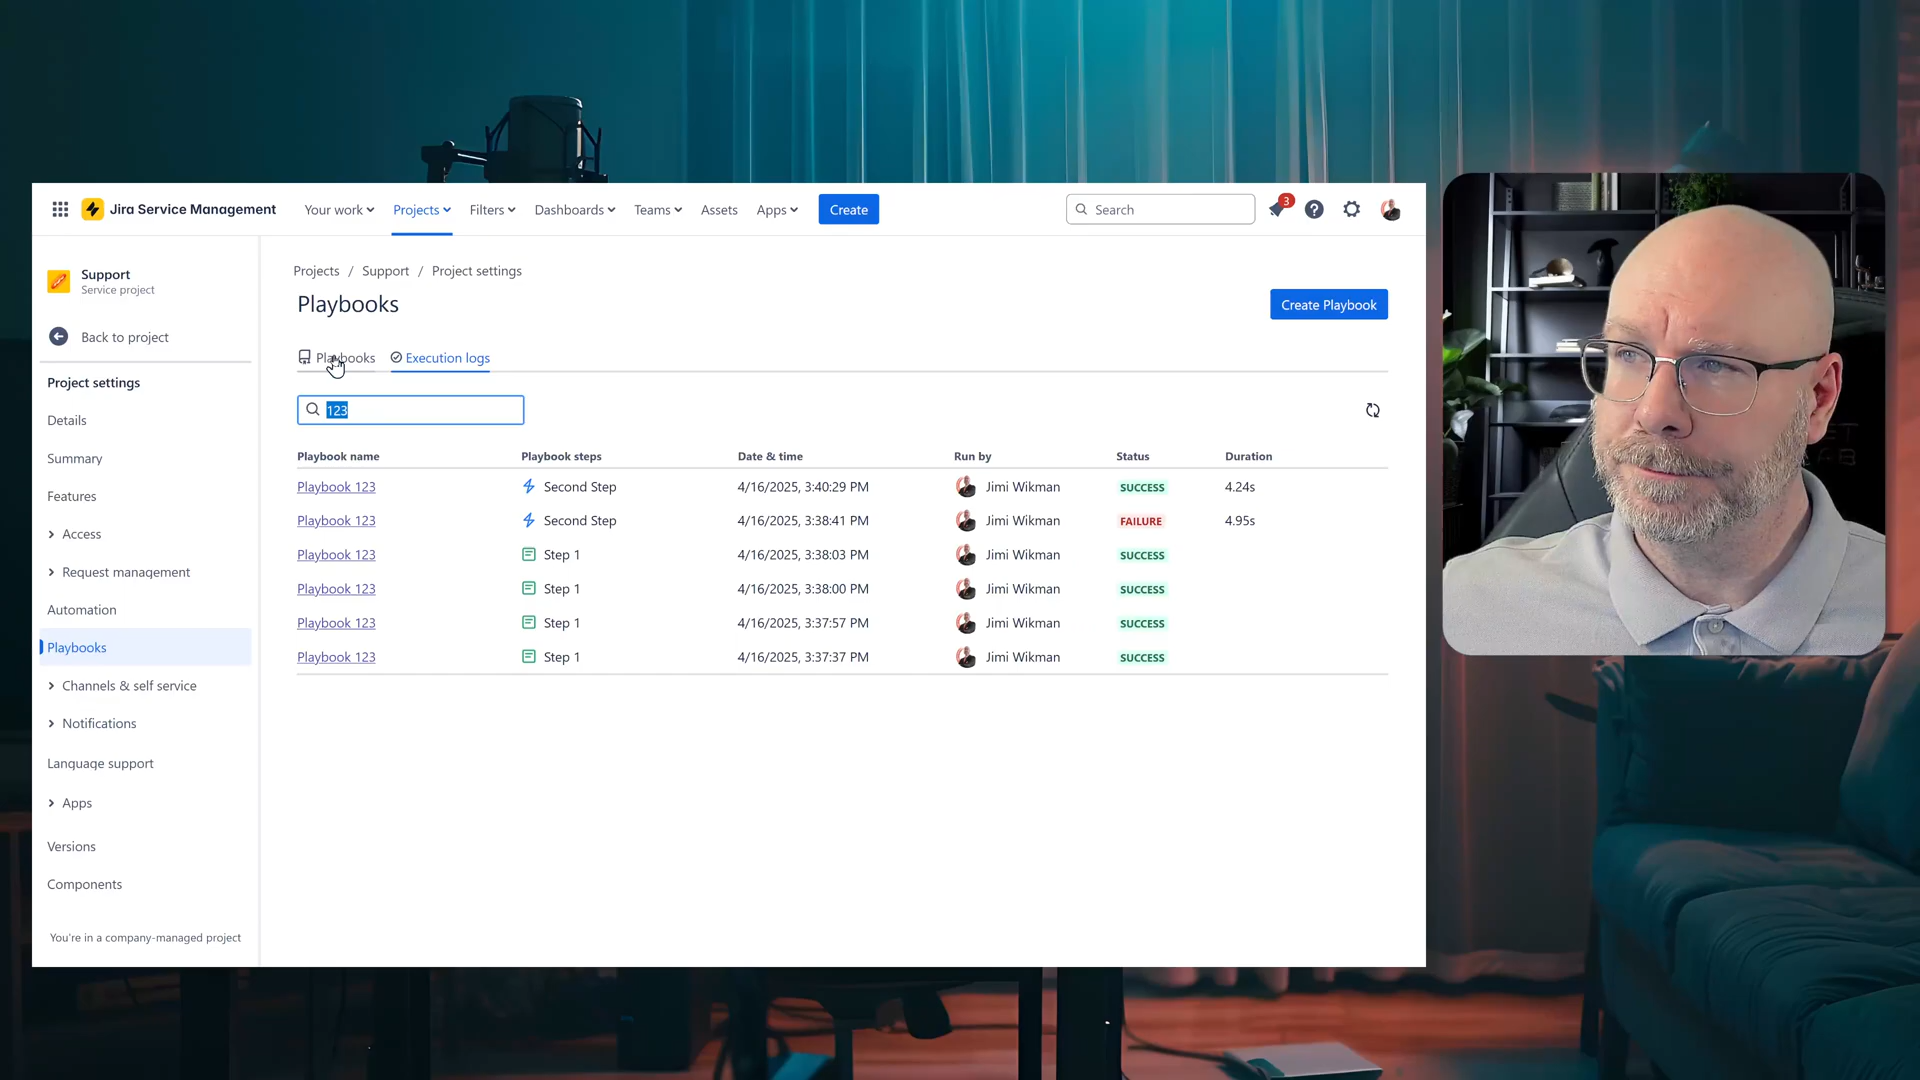 Jira Service Management Your work Projects Filters Dashboards Teams Assets Apps Create Search 3
Support
Service project
Back to project
Project settings
Details
Summary
Features
Access
Request management
Automation
Playbooks
Channels & self service
Notifications
Language support
Apps
Versions
Components
You're in a company-managed project
Projects / Support / Project settings
Playbooks
Create Playbook
Playbooks Execution logs
123
Playbook name Playbook steps Date & time Run by Status Duration
Playbook 123 Second Step 4/16/2025, 3:40:29 PM Jimi Wikman SUCCESS 4.24s
Playbook 123 Second Step 4/16/2025, 3:38:41 PM Jimi Wikman FAILURE 4.95s
Playbook 123 Step 1 4/16/2025, 3:38:03 PM Jimi Wikman SUCCESS
Playbook 123 Step 1 4/16/2025, 3:38:00 PM Jimi Wikman SUCCESS
Playbook 123 Step 1 4/16/2025, 3:37:57 PM Jimi Wikman SUCCESS
Playbook 123 Step 1 4/16/2025, 3:37:37 PM Jimi Wikman SUCCESS